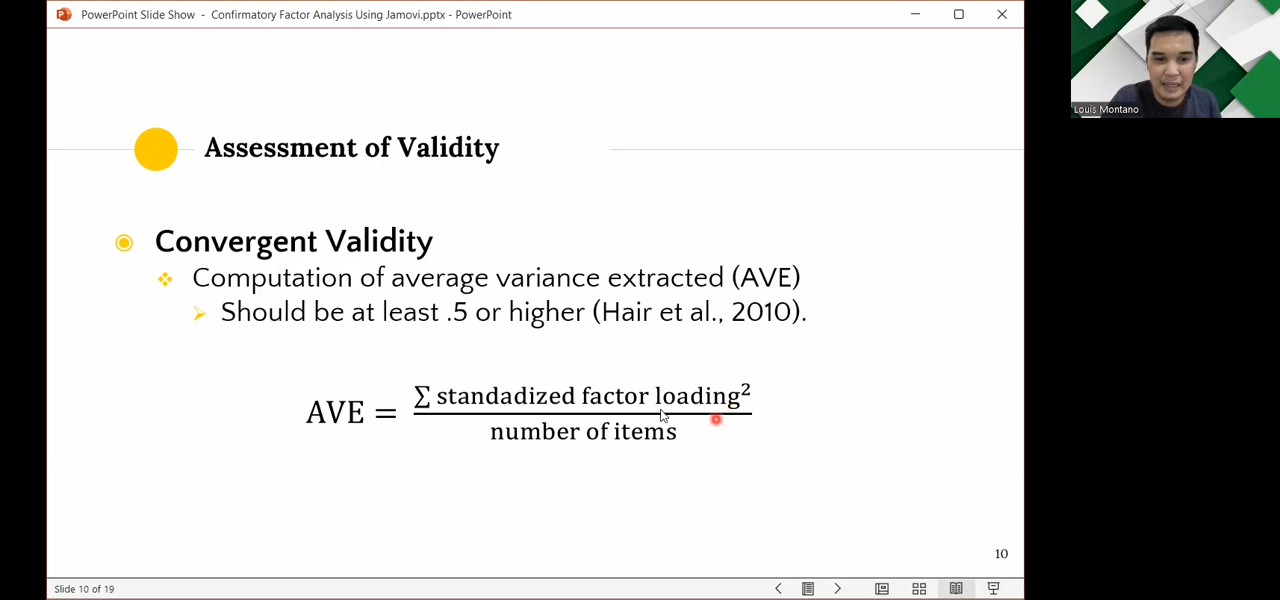 PowerPoint Slide Show - Confirmatory Factor Analysis Using Jamovi.pptx - PowerPoint
Louis Montano
Assessment of Validity
Convergent Validity
Computation of average variance extracted (AVE)
Should be at least .5 or higher (Hair et al., 2010).
AVE = ∑ standadized factor loading²
number of items
10
Slide 10 of 19